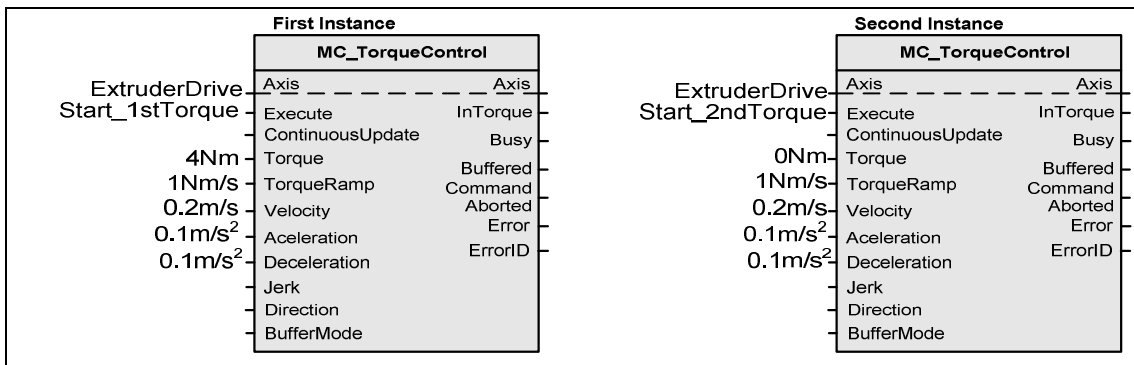 First Instance
MC_TorqueControl
ExtruderDrive Axis Axis
Start_1stTorque Execute InTorque
ContinuousUpdate Busy
4Nm Torque Buffered
1Nm/s TorqueRamp Command
0.2m/s Velocity Aborted
0.1m/s² Aceleration Error
0.1m/s² Deceleration ErrorID
Jerk
Direction
BufferMode
Second Instance
MC_TorqueControl
ExtruderDrive Axis Axis
Start_2ndTorque Execute InTorque
ContinuousUpdate Busy
0Nm Torque Buffered
1Nm/s TorqueRamp Command
0.2m/s Velocity Aborted
0.1m/s² Aceleration Error
0.1m/s² Deceleration ErrorID
Jerk
Direction
BufferMode